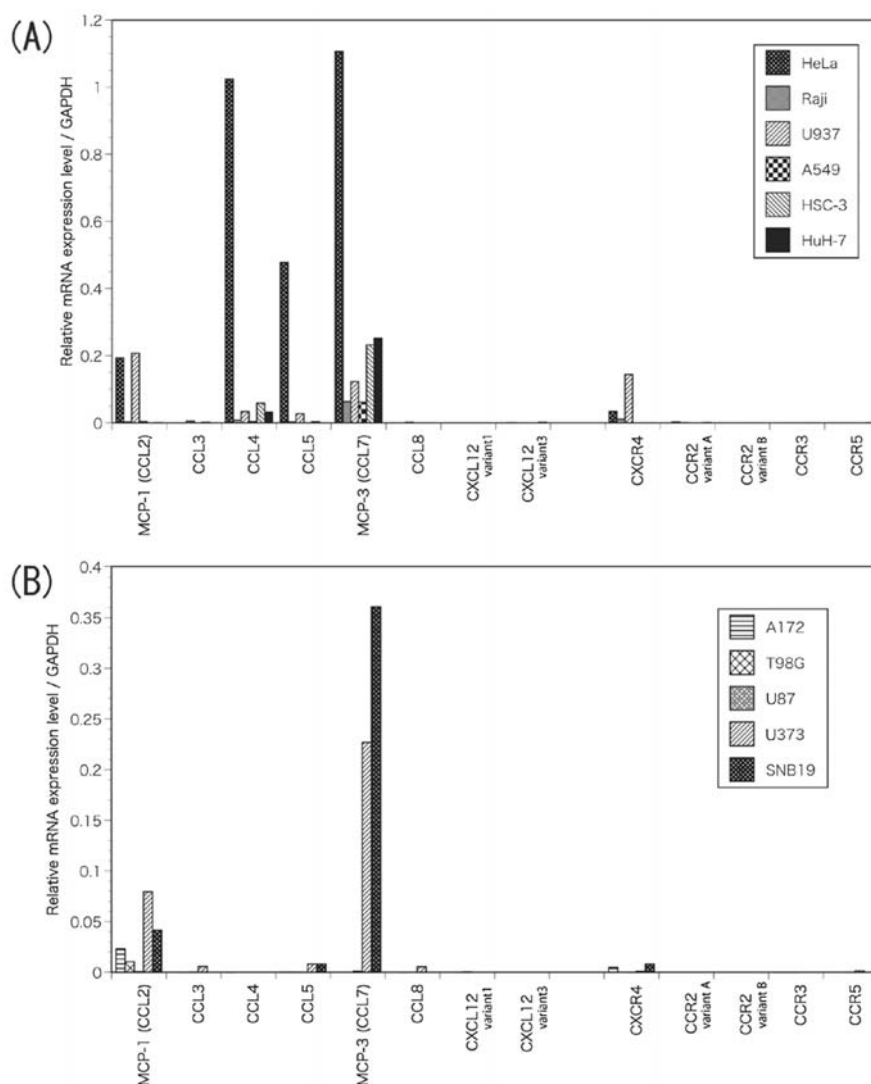 (A)
Relative mRNA expression level / GAPDH
1.2
1
0.8
0.6
0.4
0.2
0
HeLa
Raji
U937
A549
HSC-3
HuH-7
MCP-1 (CCL2)
CCL3
CCL4
CCL5
MCP-3 (CCL7)
CCL8
CXCL12
variant1
CXCL12
variant3
CXCR4
CCR2
variant A
CCR2
variant B
CCR3
CCR5
(B)
Relative mRNA expression level / GAPDH
0.4
0.35
0.3
0.25
0.2
0.15
0.1
0.05
0
A172
T98G
U87
U373
SNB19
MCP-1 (CCL2)
CCL3
CCL4
CCL5
MCP-3 (CCL7)
CCL8
CXCL12
variant1
CXCL12
variant3
CXCR4
CCR2
variant A
CCR2
variant B
CCR3
CCR5